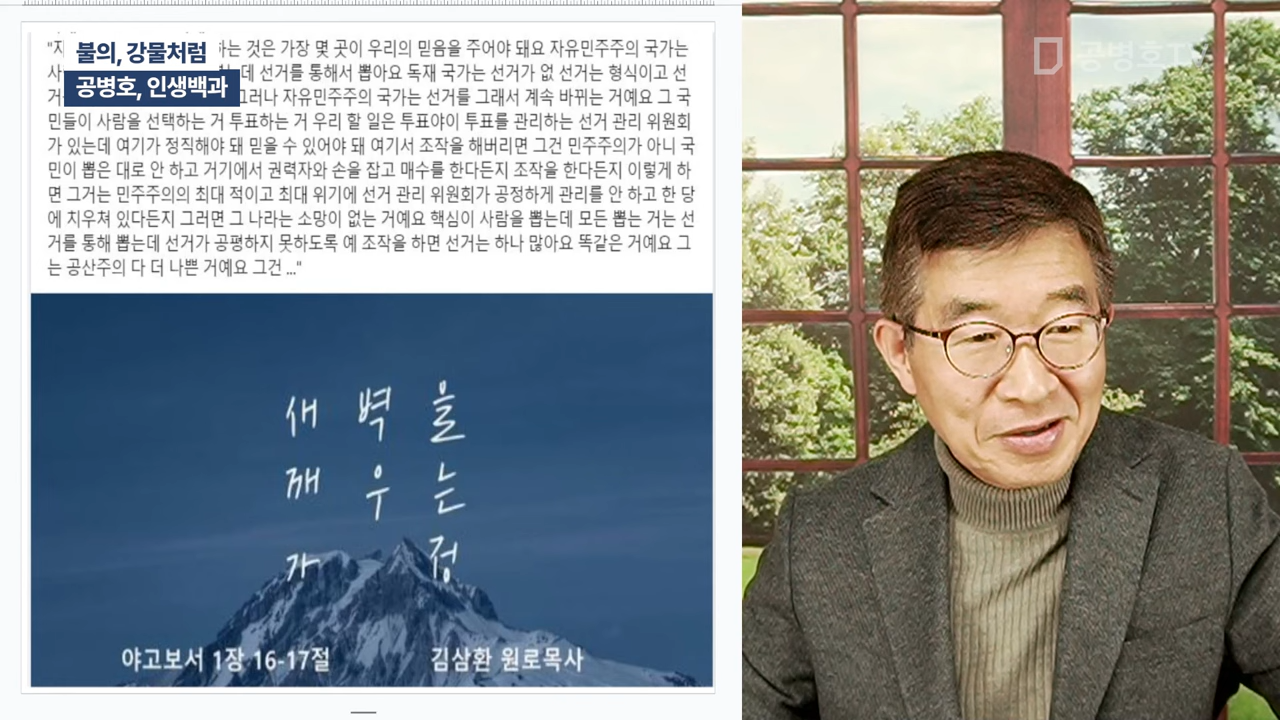 불의, 강물처럼
공병호, 인생백과
공병호TV
하는 것은 가장 몇 곳이 우리의 믿음을 주어야 돼요 자유민주주의 국가는
데 선거를 통해서 뽑아요 독재 국가는 선거가 없 선거는 형식이고 선
그러나 자유민주주의 국가는 선거를 그래서 계속 바뀌는 거예요 그 국
민들이 사람을 선택하는 거 투표하는 거 우리 할 일은 투표야이 투표를 관리하는 선거 관리 위원회
가 있는데 여기가 정직해야 돼 믿을 수 있어야 돼 여기서 조작을 해버리면 그건 민주주의가 아니 국
민이 뽑은 대로 안 하고 거기에서 권력자와 손을 잡고 매수를 한다든지 조작을 한다든지 이렇게 하
면 그거는 민주주의의 최대 적이고 최대 위기에 선거 관리 위원회가 공정하게 관리를 안 하고 한 당
에 치우쳐 있다든지 그러면 그 나라는 소망이 없는 거예요 핵심이 사람을 뽑는데 모든 뽑는 거는 선
거를 통해 뽑는데 선거가 공평하지 못하도록 예 조작을 하면 선거는 하나 많아요 똑같은 거예요 그
는 공산주의 다 더 나쁜 거예요 그건 ..."
새벽을
깨우는
가정
야고보서 1장 16-17절
김삼환 원로목사